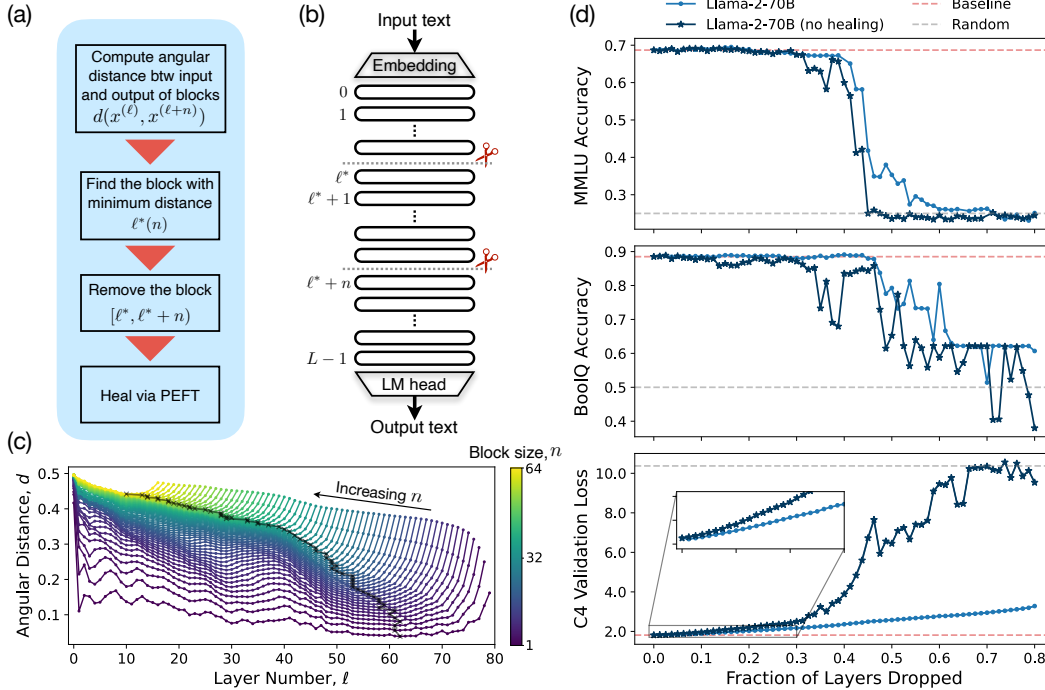 (a)
Compute angular
distance btw input
and output of blocks
d(x^{(ℓ)}, x^{(ℓ+n)})
Find the block with
minimum distance
ℓ*(n)
Remove the block
[ℓ*, ℓ* + n)
Heal via PEFT
(b)
Input text
Embedding
0
1
ℓ*
ℓ* + 1
ℓ* + n
L − 1
LM head
Output text
(c)
Block size, n
64
32
1
Increasing n
Angular Distance, d
0.5
0.4
0.3
0.2
0.1
0 10 20 30 40 50 60 70 80
Layer Number, ℓ
(d)
Llama-2-70B
Llama-2-70B (no healing)
Baseline
Random
MMLU Accuracy
0.7
0.6
0.5
0.4
0.3
BoolQ Accuracy
0.9
0.8
0.7
0.6
0.5
0.4
C4 Validation Loss
10.0
8.0
6.0
4.0
2.0
0.0 0.1 0.2 0.3 0.4 0.5 0.6 0.7 0.8
Fraction of Layers Dropped